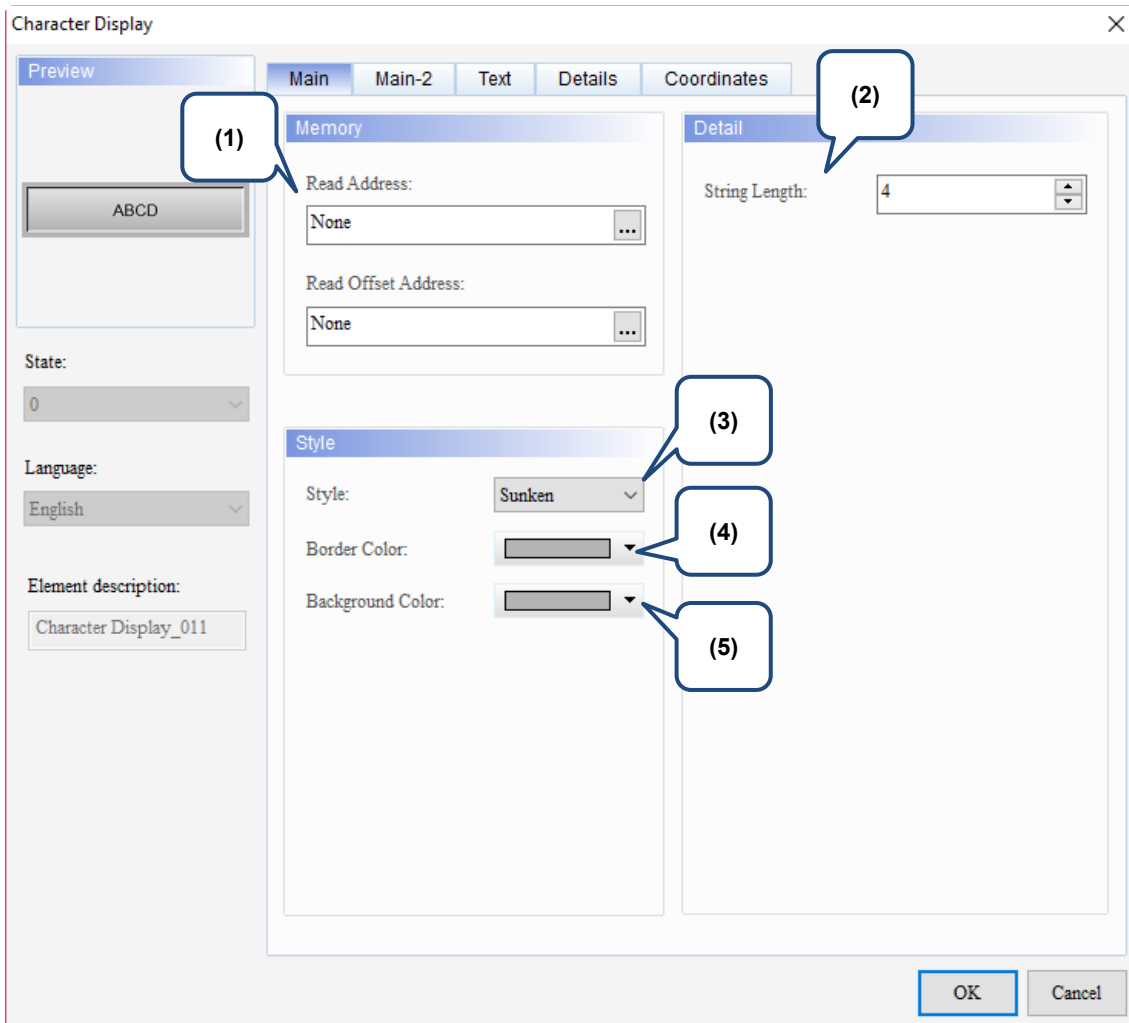 Character Display
Preview
ABCD
State:
0
Language:
English
Element description:
Character Display_011
Main
Main-2
Text
Details
Coordinates
(1)
Memory
Read Address:
None
...
Read Offset Address:
None
...
(2)
Detail
String Length:
4
Style
Style:
Sunken
(3)
Border Color:
(4)
Background Color:
(5)
OK
Cancel